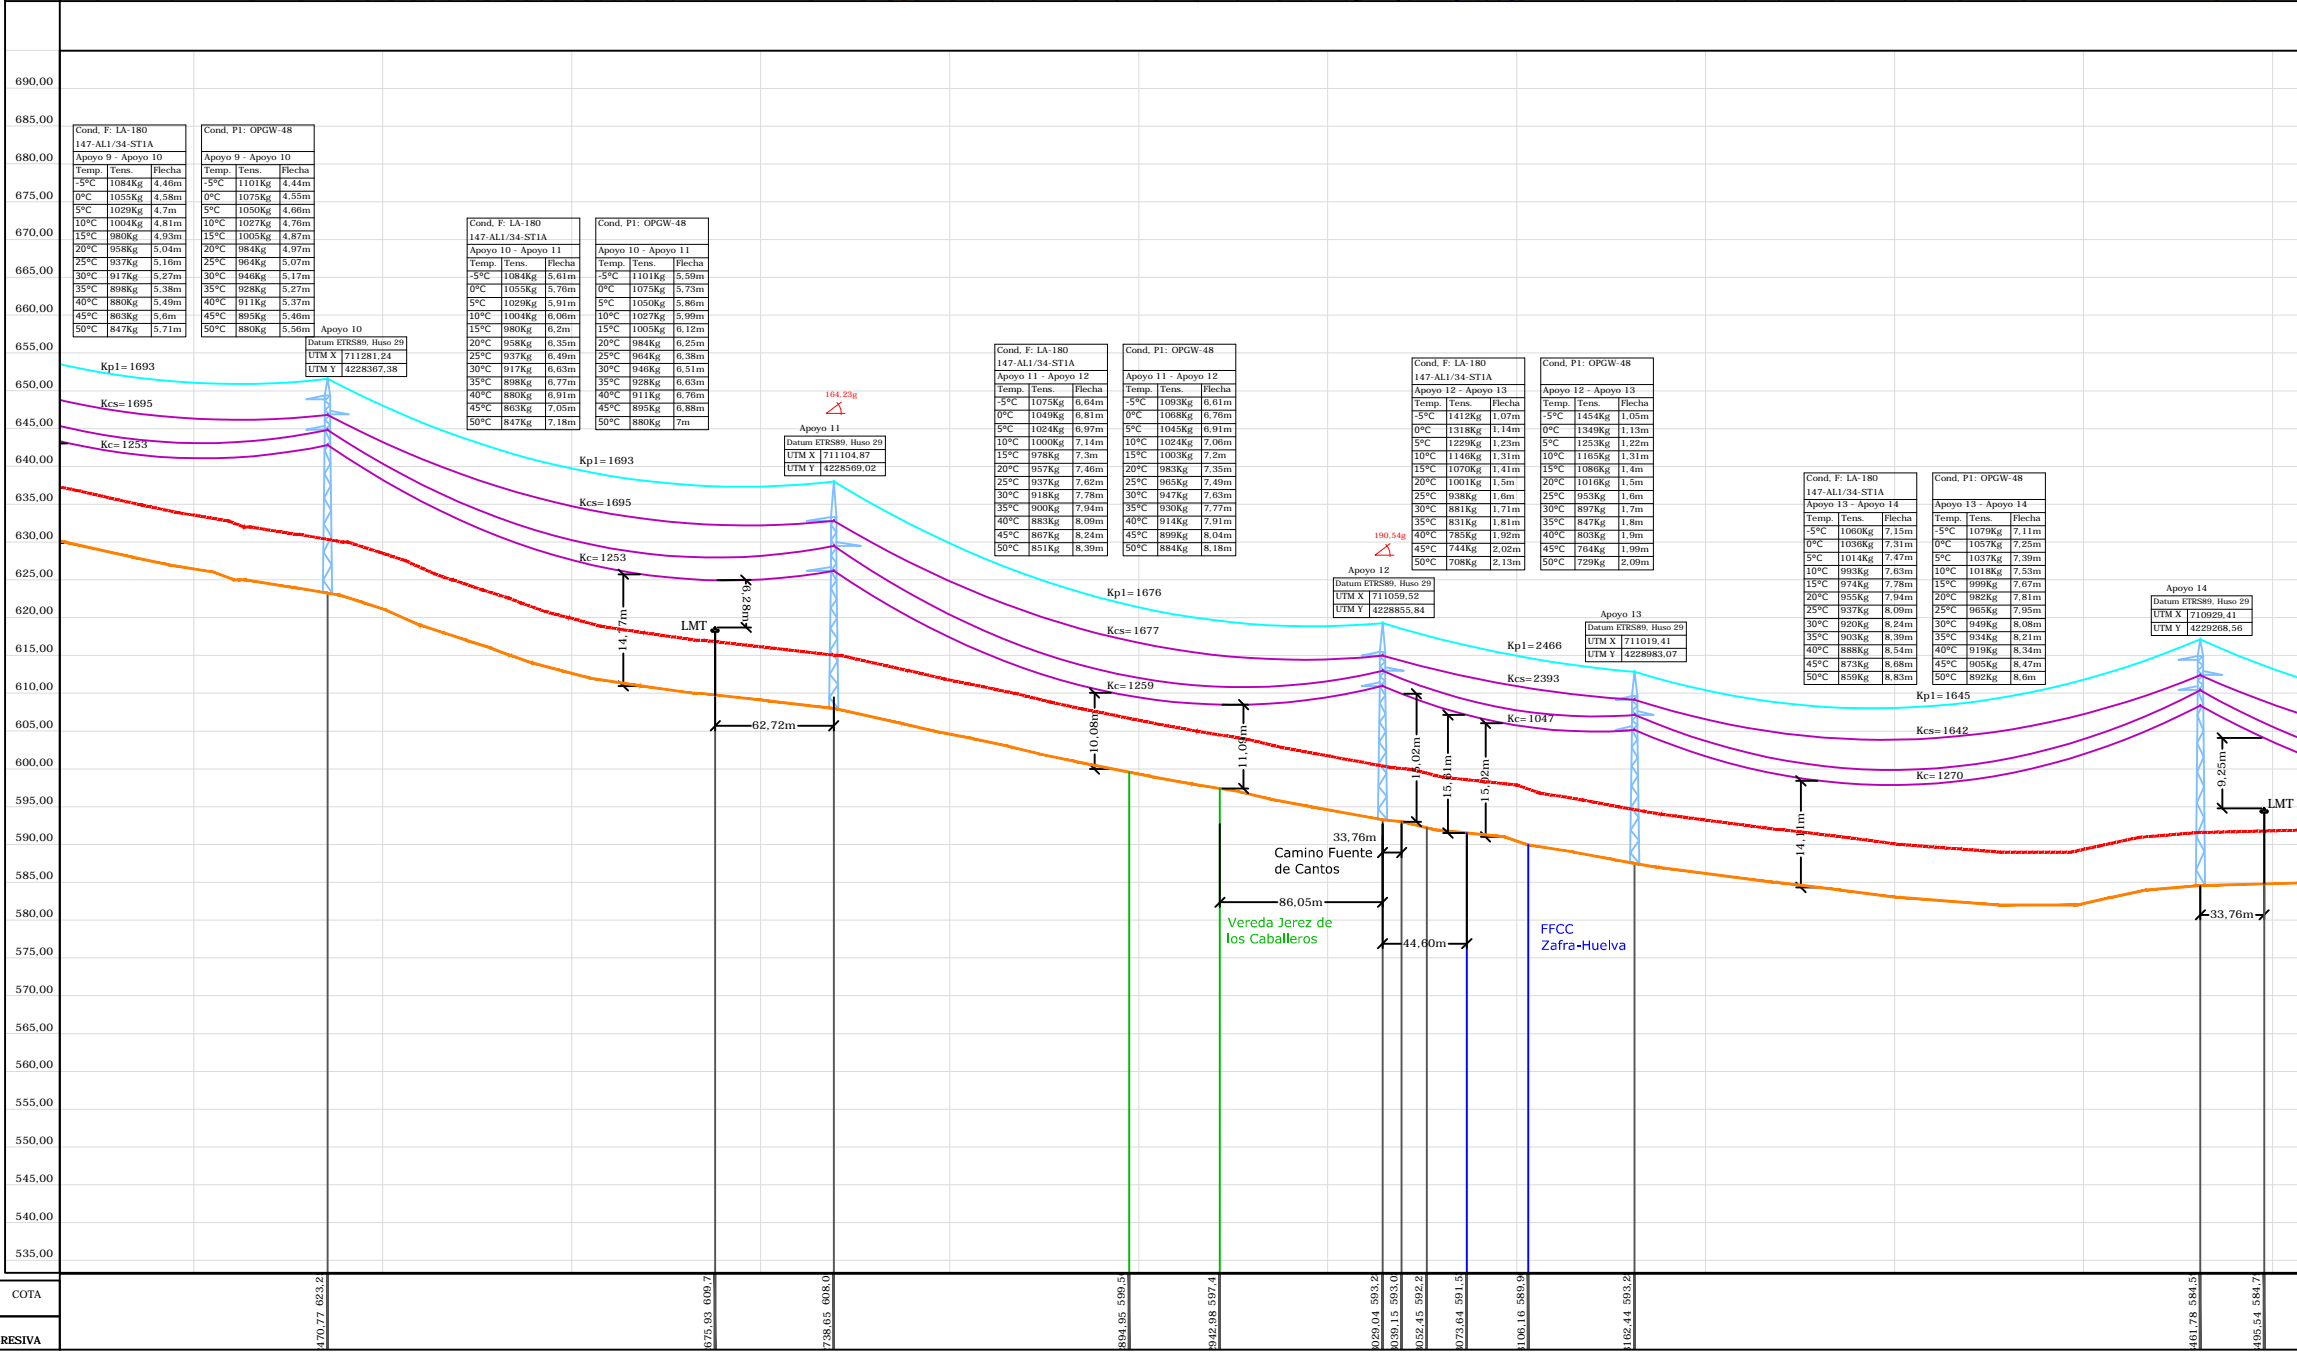 690,00
685,00
680,00
675,00
670,00
665,00
660,00
655,00
650,00
645,00
640,00
635,00
630,00
625,00
620,00
615,00
610,00
605,00
600,00
595,00
590,00
585,00
580,00
575,00
570,00
565,00
560,00
555,00
550,00
545,00
540,00
535,00
COTA
RESIVA
Cond, F: LA-180
147-AL1/34-ST1A
Apoyo 9 - Apoyo 10
Temp. Tens. Flecha
-5°C 1084Kg 4,46m
0°C 1055Kg 4,58m
5°C 1029Kg 4,7m
10°C 1004Kg 4,81m
15°C 980Kg 4,93m
20°C 958Kg 5,04m
25°C 937Kg 5,16m
30°C 917Kg 5,27m
35°C 898Kg 5,38m
40°C 880Kg 5,49m
45°C 863Kg 5,6m
50°C 847Kg 5,71m
Cond, P1: OPGW-48
Apoyo 9 - Apoyo 10
Temp. Tens. Flecha
-5°C 1101Kg 4,44m
0°C 1075Kg 4,55m
5°C 1050Kg 4,66m
10°C 1027Kg 4,76m
15°C 1005Kg 4,87m
20°C 984Kg 4,97m
25°C 964Kg 5,07m
30°C 946Kg 5,17m
35°C 928Kg 5,27m
40°C 911Kg 5,37m
45°C 895Kg 5,46m
50°C 880Kg 5,56m
Apoyo 10
Datum ETRS89, Huso 29
UTM X 711281,24
UTM Y 4228367,38
Kp1=1693
Kcs=1695
Kc=1253
Cond, F: LA-180
147-AL1/34-ST1A
Apoyo 10 - Apoyo 11
Temp. Tens. Flecha
-5°C 1084Kg 5,61m
0°C 1055Kg 5,76m
5°C 1029Kg 5,91m
10°C 1004Kg 6,06m
15°C 980Kg 6,2m
20°C 958Kg 6,35m
25°C 937Kg 6,49m
30°C 917Kg 6,63m
35°C 898Kg 6,77m
40°C 880Kg 6,91m
45°C 863Kg 7,05m
50°C 847Kg 7,18m
Cond, P1: OPGW-48
Apoyo 10 - Apoyo 11
Temp. Tens. Flecha
-5°C 1101Kg 5,59m
0°C 1075Kg 5,73m
5°C 1050Kg 5,86m
10°C 1027Kg 5,99m
15°C 1005Kg 6,12m
20°C 984Kg 6,25m
25°C 964Kg 6,38m
30°C 946Kg 6,51m
35°C 928Kg 6,63m
40°C 911Kg 6,76m
45°C 895Kg 6,88m
50°C 880Kg 7m
Kp1=1693
Kcs=1695
Kc=1253
164,23g
Apoyo 11
Datum ETRS89, Huso 29
UTM X 711104,87
UTM Y 4228569,02
14,77m
6,28m
LMT
62,72m
Cond, F: LA-180
147-AL1/34-ST1A
Apoyo 11 - Apoyo 12
Temp. Tens. Flecha
-5°C 1075Kg 6,64m
0°C 1049Kg 6,81m
5°C 1024Kg 6,97m
10°C 1000Kg 7,14m
15°C 978Kg 7,3m
20°C 957Kg 7,46m
25°C 937Kg 7,62m
30°C 918Kg 7,78m
35°C 900Kg 7,94m
40°C 883Kg 8,09m
45°C 867Kg 8,24m
50°C 851Kg 8,39m
Cond, P1: OPGW-48
Apoyo 11 - Apoyo 12
Temp. Tens. Flecha
-5°C 1093Kg 6,61m
0°C 1068Kg 6,76m
5°C 1045Kg 6,91m
10°C 1024Kg 7,06m
15°C 1003Kg 7,2m
20°C 983Kg 7,35m
25°C 965Kg 7,49m
30°C 947Kg 7,63m
35°C 930Kg 7,77m
40°C 914Kg 7,91m
45°C 899Kg 8,04m
50°C 884Kg 8,18m
Kp1=1676
Kcs=1677
Kc=1259
10,08m
11,09m
190,54g
Apoyo 12
Datum ETRS89, Huso 29
UTM X 711059,52
UTM Y 4228855,84
Cond, F: LA-180
147-AL1/34-ST1A
Apoyo 12 - Apoyo 13
Temp. Tens. Flecha
-5°C 1412Kg 1,07m
0°C 1318Kg 1,14m
5°C 1229Kg 1,23m
10°C 1146Kg 1,31m
15°C 1070Kg 1,41m
20°C 1001Kg 1,5m
25°C 938Kg 1,6m
30°C 881Kg 1,71m
35°C 831Kg 1,81m
40°C 785Kg 1,92m
45°C 744Kg 2,02m
50°C 708Kg 2,13m
Cond, P1: OPGW-48
Apoyo 12 - Apoyo 13
Temp. Tens. Flecha
-5°C 1454Kg 1,05m
0°C 1349Kg 1,13m
5°C 1253Kg 1,22m
10°C 1165Kg 1,31m
15°C 1086Kg 1,4m
20°C 1016Kg 1,5m
25°C 953Kg 1,6m
30°C 897Kg 1,7m
35°C 847Kg 1,8m
40°C 803Kg 1,9m
45°C 764Kg 1,99m
50°C 729Kg 2,09m
Kp1=2466
Kcs=2393
Kc=1047
15,02m
15,61m
15,02m
33,76m
Camino Fuente
de Cantos
86,05m
Vereda Jerez de
los Caballeros
44,60m
FFCC
Zafra-Huelva
Apoyo 13
Datum ETRS89, Huso 29
UTM X 711019,41
UTM Y 4228983,07
Cond, F: LA-180
147-AL1/34-ST1A
Apoyo 13 - Apoyo 14
Temp. Tens. Flecha
-5°C 1060Kg 7,15m
0°C 1036Kg 7,31m
5°C 1014Kg 7,47m
10°C 993Kg 7,63m
15°C 974Kg 7,78m
20°C 955Kg 7,94m
25°C 937Kg 8,09m
30°C 920Kg 8,24m
35°C 903Kg 8,39m
40°C 888Kg 8,54m
45°C 873Kg 8,68m
50°C 859Kg 8,83m
Cond, P1: OPGW-48
Apoyo 13 - Apoyo 14
Temp. Tens. Flecha
-5°C 1079Kg 7,11m
0°C 1057Kg 7,25m
5°C 1037Kg 7,39m
10°C 1018Kg 7,53m
15°C 999Kg 7,67m
20°C 982Kg 7,81m
25°C 965Kg 7,95m
30°C 949Kg 8,08m
35°C 934Kg 8,21m
40°C 919Kg 8,34m
45°C 905Kg 8,47m
50°C 892Kg 8,6m
Kp1=1645
Kcs=1642
Kc=1270
14,11m
Apoyo 14
Datum ETRS89, Huso 29
UTM X 710929,41
UTM Y 4229268,56
9,25m
LMT
33,76m
470,77 623,2
675,93 609,7
738,65 608,0
894,95 599,5
942,98 597,4
029,04 593,2
039,15 593,0
052,45 592,2
073,64 591,5
106,16 589,9
162,44 593,2
461,78 584,5
495,54 584,7